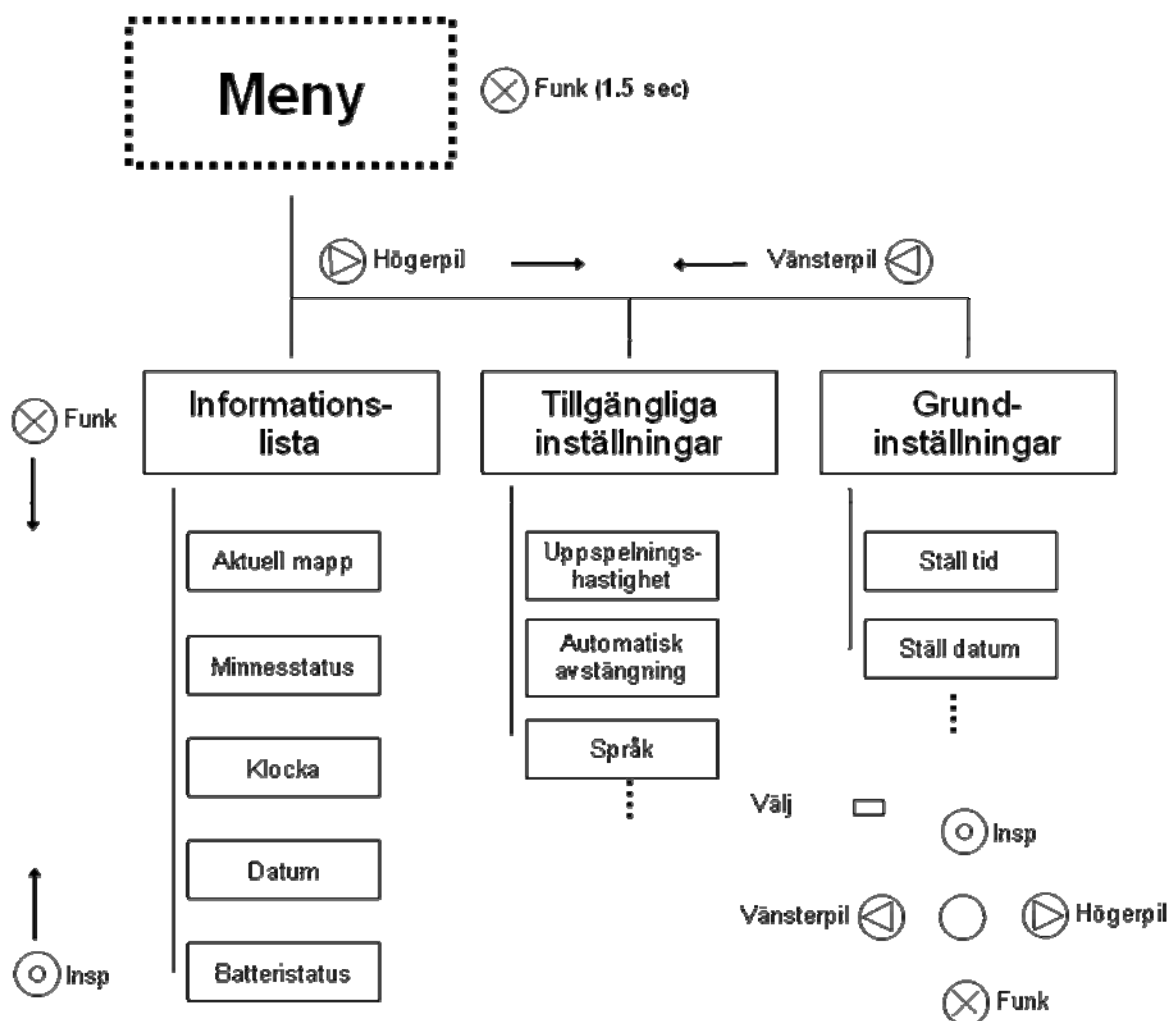 Meny
Funk (1.5 sec)
Högerpil
Vänsterpil
Funk
Informations-
lista
Tillgängliga
inställningar
Grund-
inställningar
Aktuell mapp
Minnesstatus
Klocka
Datum
Batteristatus
Uppspelnings-
hastighet
Automatisk
avstängning
Språk
Ställ tid
Ställ datum
Insp
Välj
Insp
Vänsterpil
Högerpil
Funk